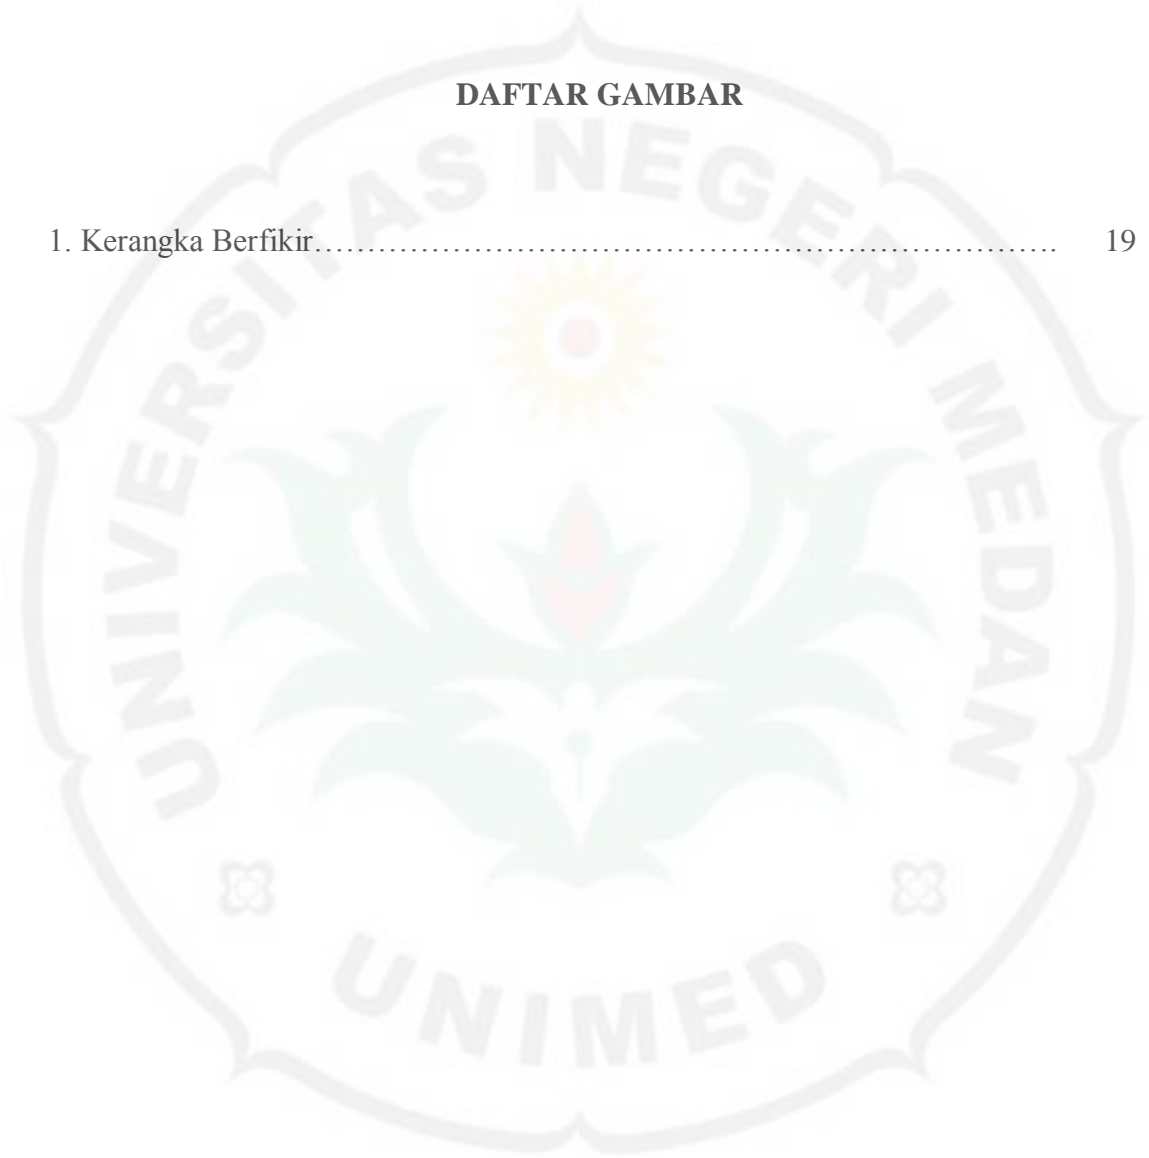 DAFTAR GAMBAR
1. Kerangka Berfikir…………………………………………………………….	19
UNIVERSITAS NEGERI MEDAN
UNIMED